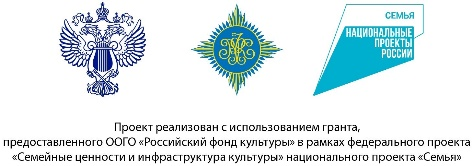 СЕМЬЯ
НАЦИОНАЛЬНЫЕ
ПРОЕКТЫ
РОССИИ
Проект реализован с использованием гранта,
предоставленного ООГО «Российский фонд культуры» в рамках федерального проекта
«Семейные ценности и инфраструктура культуры» национального проекта «Семья»